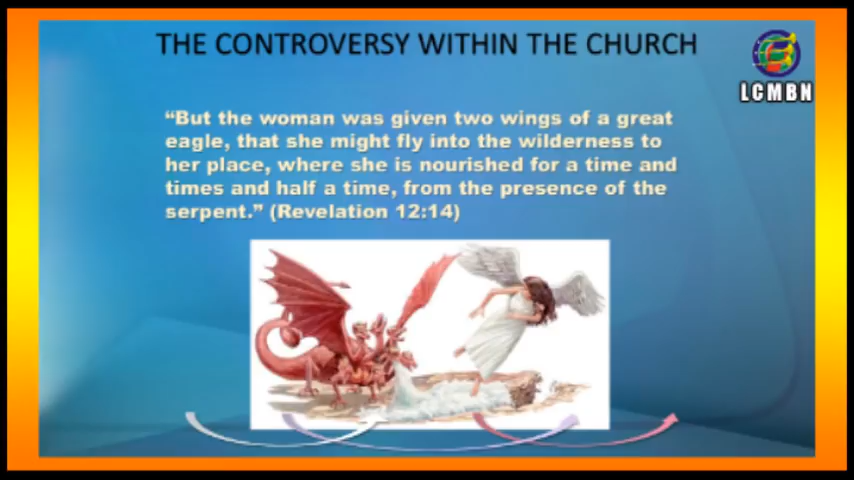 THE CONTROVERSY WITHIN THE CHURCH
LCMBN
“But the woman was given two wings of a great
eagle, that she might fly into the wilderness to
her place, where she is nourished for a time and
times and half a time, from the presence of the
serpent.” (Revelation 12:14)